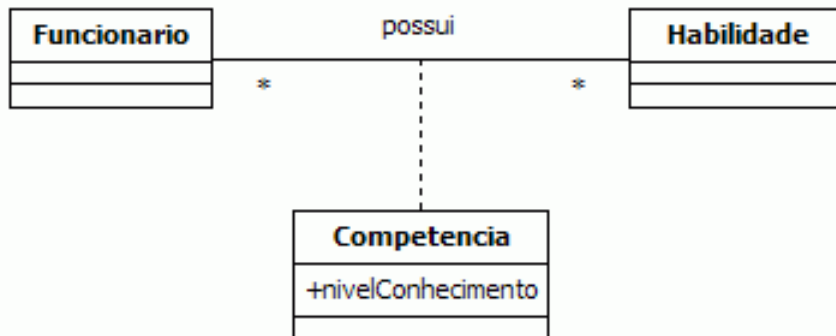 Funcionario
possui
Habilidade
*
*
Competencia
+nivelConhecimento